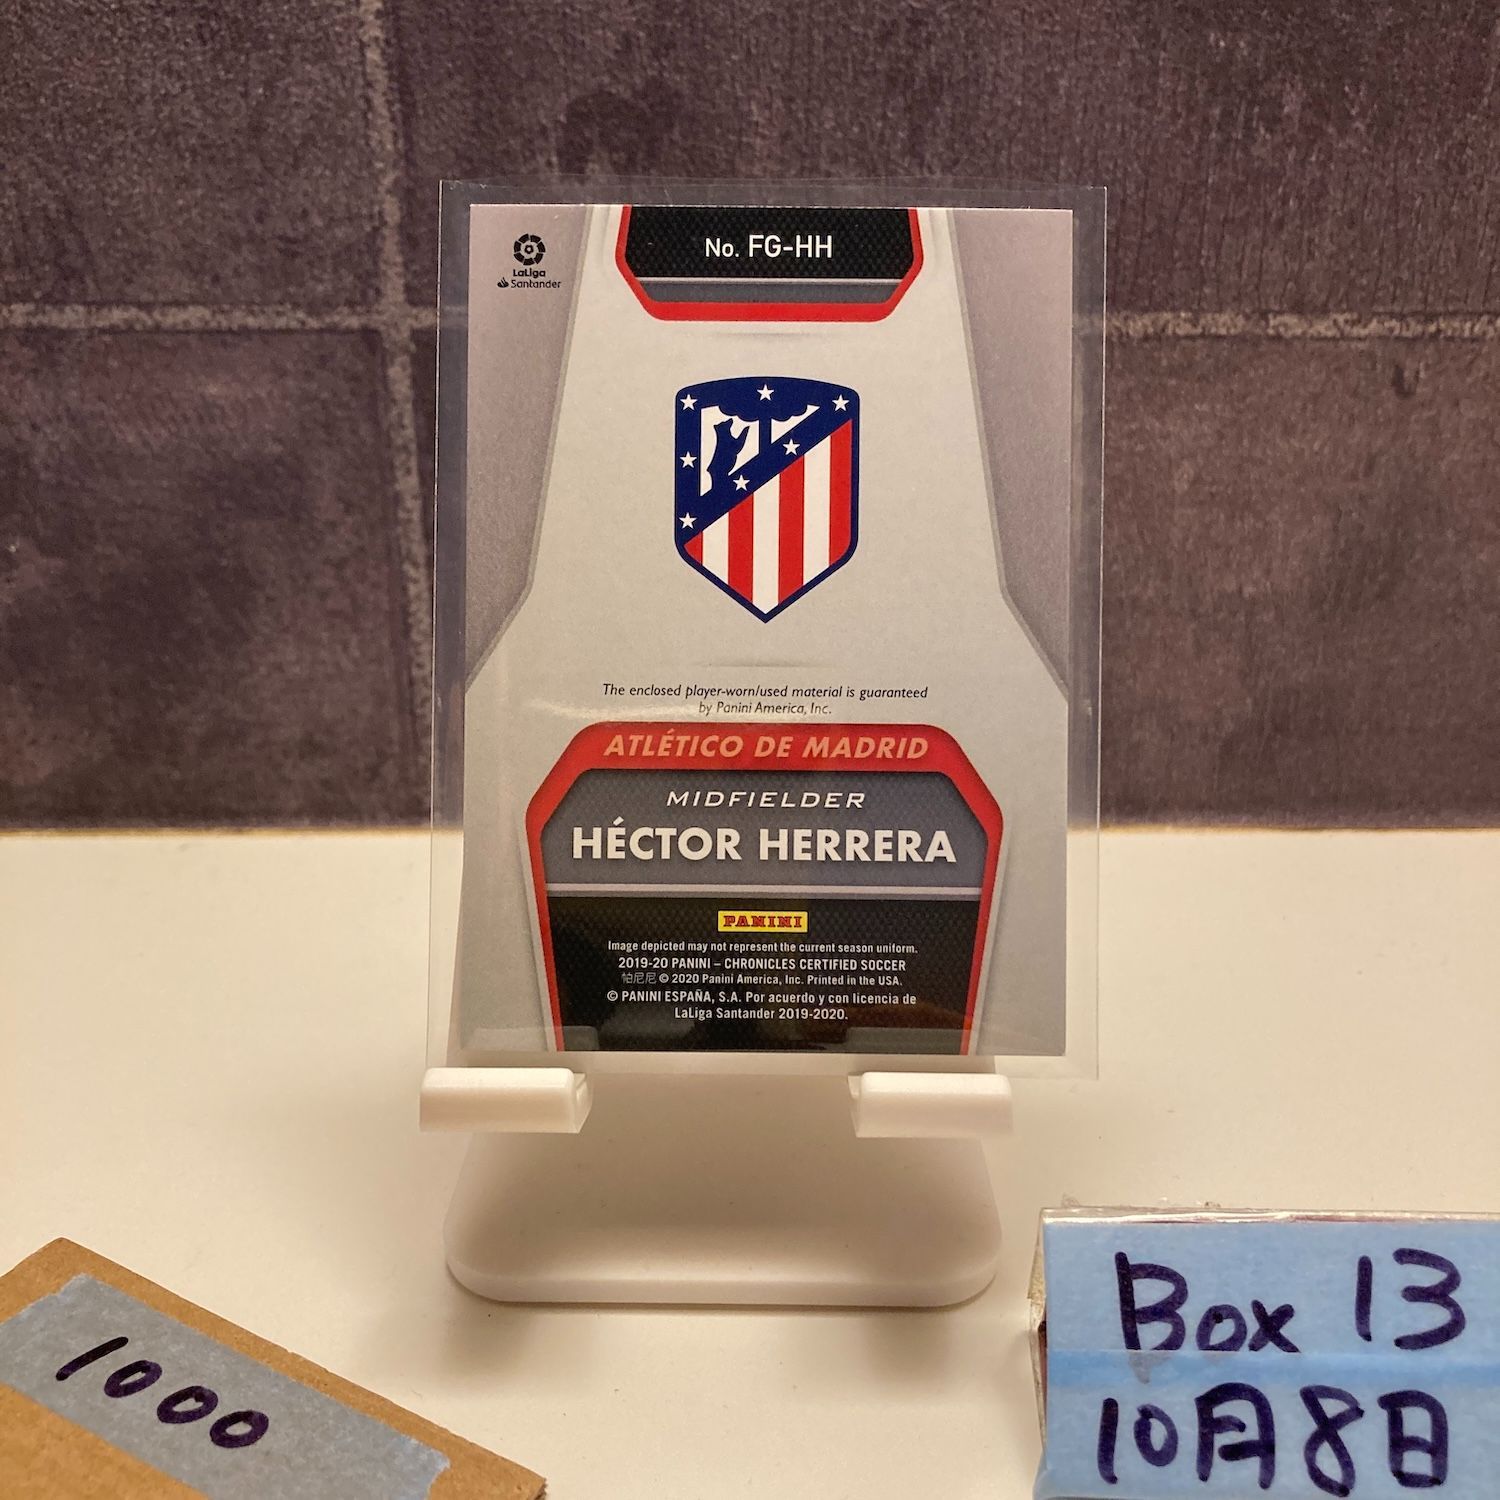 No. FG-HH
LaLiga
Santander
The enclosed player-worn/used material is guaranteed
by Panini America, Inc.
ATLÉTICO DE MADRID
MIDFIELDER
HÉCTOR HERRERA
PANINI
Image depicted may not represent the current season uniform.
2019-20 PANINI – CHRONICLES CERTIFIED SOCCER
帕尼尼 © 2020 Panini America, Inc. Printed in the USA.
© PANINI ESPAÑA, S.A. Por acuerdo y con licencia de
LaLiga Santander 2019-2020.
1000
Box 13
10月8日